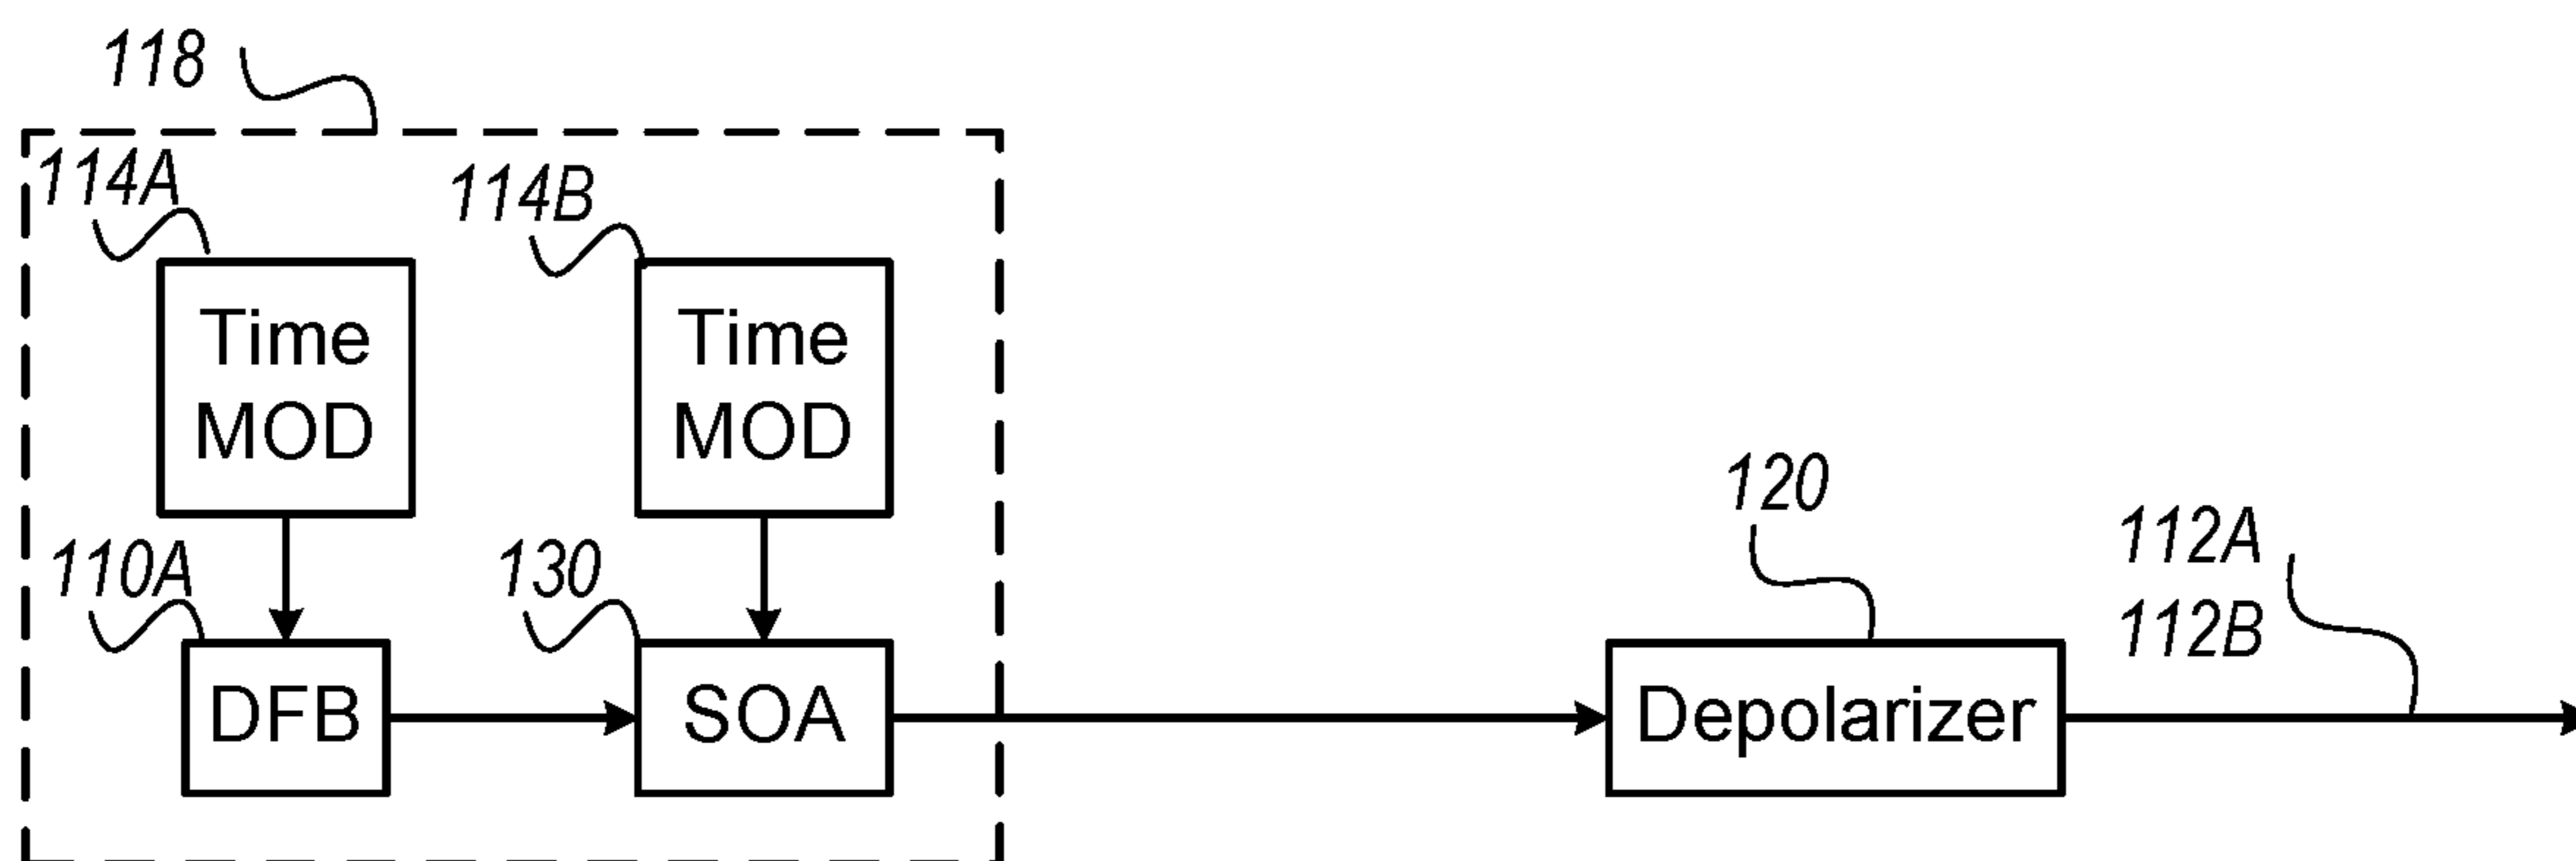 118
114A
114B
Time
MOD
Time
MOD
120
112A
112B
110A
130
DFB
SOA
Depolarizer